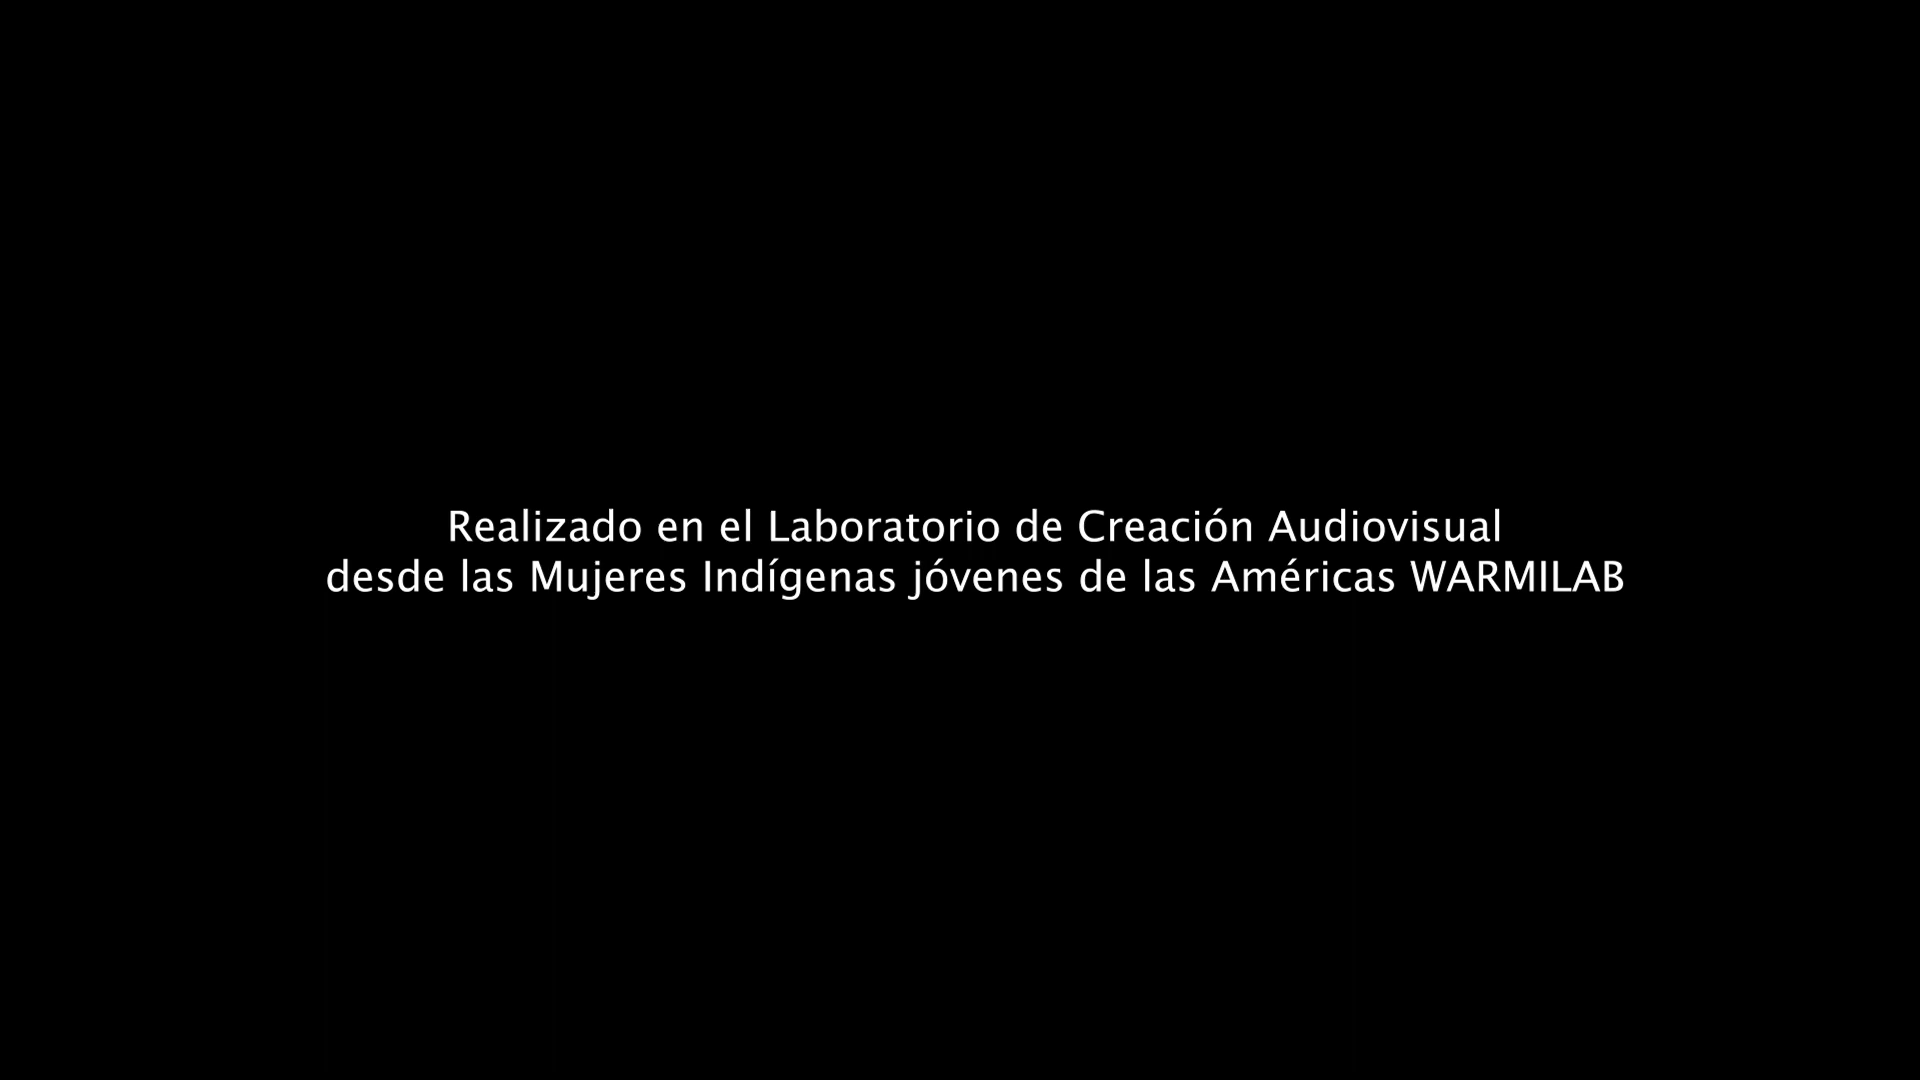 Realizado en el Laboratorio de Creación Audiovisual
desde las Mujeres Indígenas jóvenes de las Américas WARMILAB